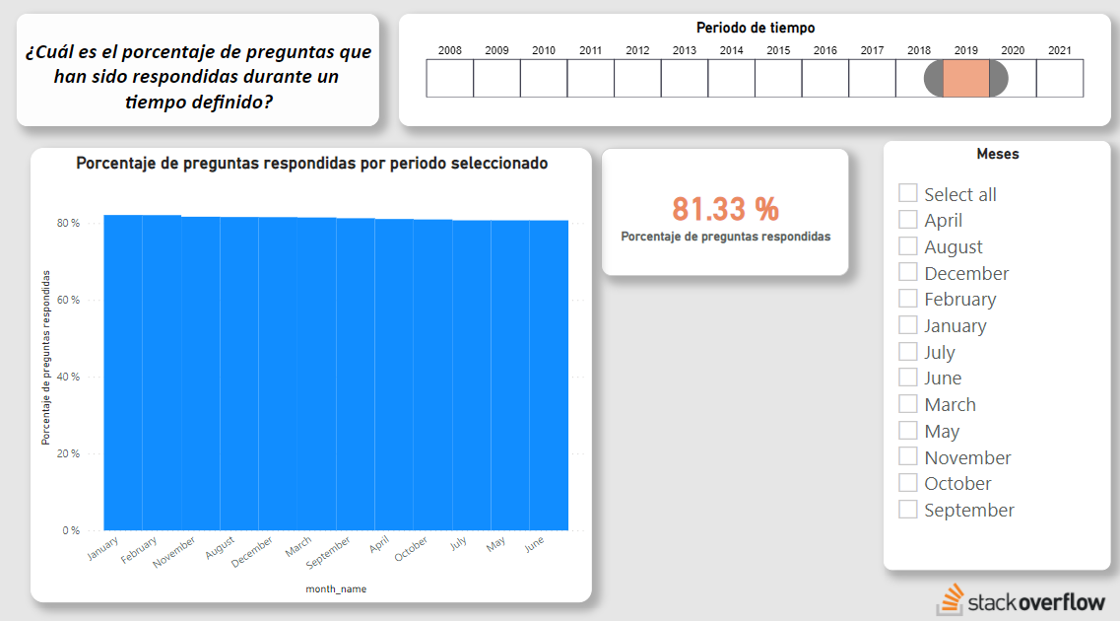 ¿Cuál es el porcentaje de preguntas que
han sido respondidas durante un
tiempo definido?
Periodo de tiempo
2008 2009 2010 2011 2012 2013 2014 2015 2016 2017 2018 2019 2020 2021
Porcentaje de preguntas respondidas por periodo seleccionado
Porcentaje de preguntas respondidas
80 %
60 %
40 %
20 %
0 %
January February November August December March September April October July May June
month_name
81.33 %
Porcentaje de preguntas respondidas
Meses
Select all
April
August
December
February
January
July
June
March
May
November
October
September
stackoverflow